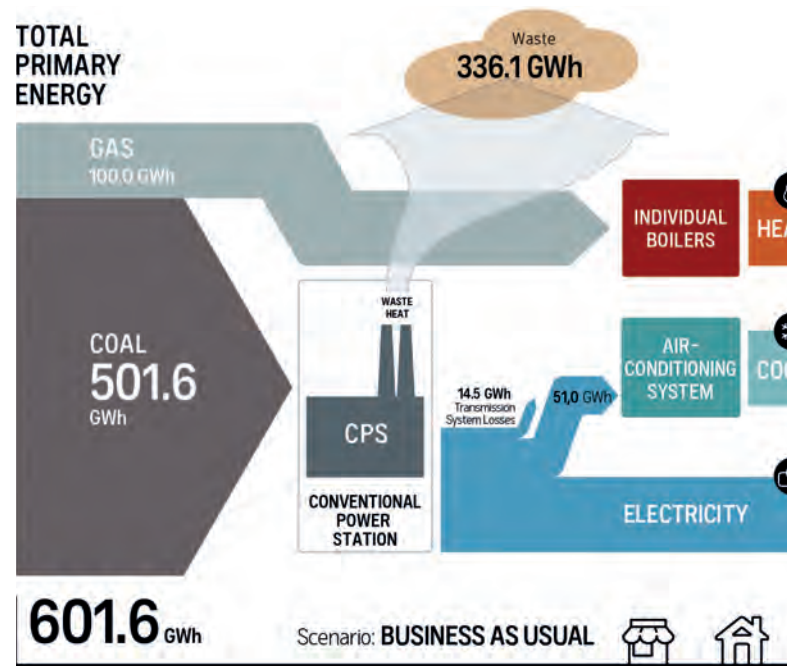 TOTAL
PRIMARY
ENERGY
Waste
336.1 GWh
GAS
100.0 GWh
INDIVIDUAL
BOILERS
HEA
WASTE
HEAT
COAL
501.6
GWh
CPS
CONVENTIONAL
POWER
STATION
14.5 GWh
Transmission
System Losses
51,0 GWh
AIR-
CONDITIONING
SYSTEM
COO
ELECTRICITY
601.6 GWh
Scenario: BUSINESS AS USUAL